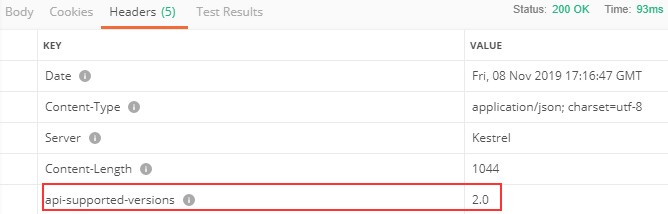 Body Cookies Headers (5) Test Results Status: 200 OK Time: 93ms
KEY VALUE
Date Fri, 08 Nov 2019 17:16:47 GMT
Content-Type application/json; charset=utf-8
Server Kestrel
Content-Length 1044
api-supported-versions 2.0